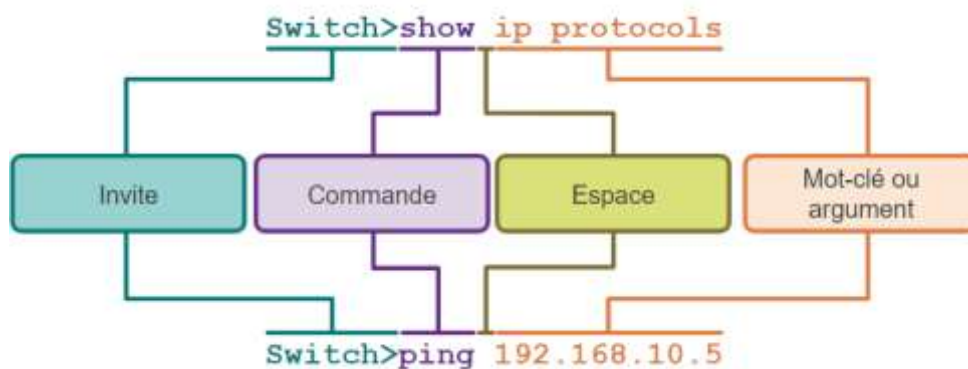 Switch>show ip protocols
Invite
Commande
Espace
Mot-clé ou
argument
Switch>ping 192.168.10.5